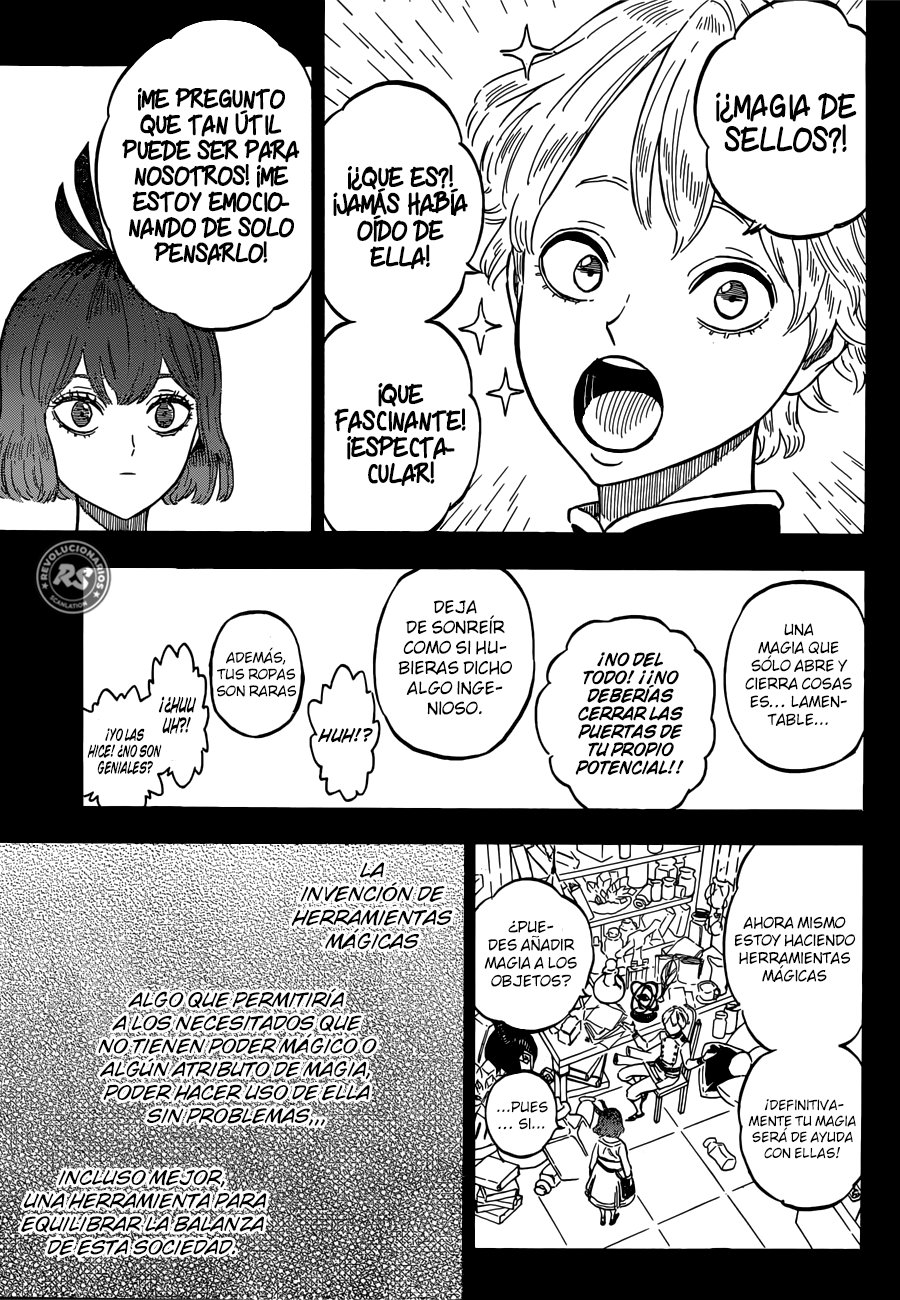 ¡¿MAGIA DE
SELLOS?!
¡¿QUE ES?!
¡JAMÁS HABÍA
OÍDO DE
ELLA!
¡QUE
FASCINANTE!
¡ESPECTA-
CULAR!
¡ME PREGUNTO
QUE TAN ÚTIL
PUEDE SER PARA
NOSOTROS! ¡ME
ESTOY EMOCIO-
NANDO DE SOLO
PENSARLO!
UNA
MAGIA QUE
SÓLO ABRE Y
CIERRA COSAS
ES... LAMEN-
TABLE...
¡NO DEL
TODO! ¡¡NO
DEBERÍAS
CERRAR LAS
PUERTAS DE
TU PROPIO
POTENCIAL!!
DEJA
DE SONREÍR
COMO SI HU-
BIERAS DICHO
ALGO INGE-
NIOSO.
HUH!?
ADEMÁS,
TUS ROPAS
SON RARAS
¡¿HUU
UH?!
¡YO LAS
HICE! ¿NO SON
GENIALES?
REVOLUCIONARIOS
RS
SCANLATION
AHORA MISMO
ESTOY HACIENDO
HERRAMIENTAS
MÁGICAS
¡DEFINITIVA-
MENTE TU MAGIA
SERÁ DE AYUDA
CON ELLAS!
¿PUE-
DES AÑADIR
MAGIA A LOS
OBJETOS?
...PUES
... SI...
LA
INVENCIÓN DE
HERRAMIENTAS
MÁGICAS
ALGO QUE PERMITIRÍA
A LOS NECESITADOS QUE
NO TIENEN PODER MAGICO O
ALGÚN ATRIBUTO DE MAGIA,
PODER HACER USO DE ELLA
SIN PROBLEMAS,,,
INCLUSO MEJOR,
UNA HERRAMIENTA PARA
EQUILIBRAR LA BALANZA
DE ESTA SOCIEDAD.